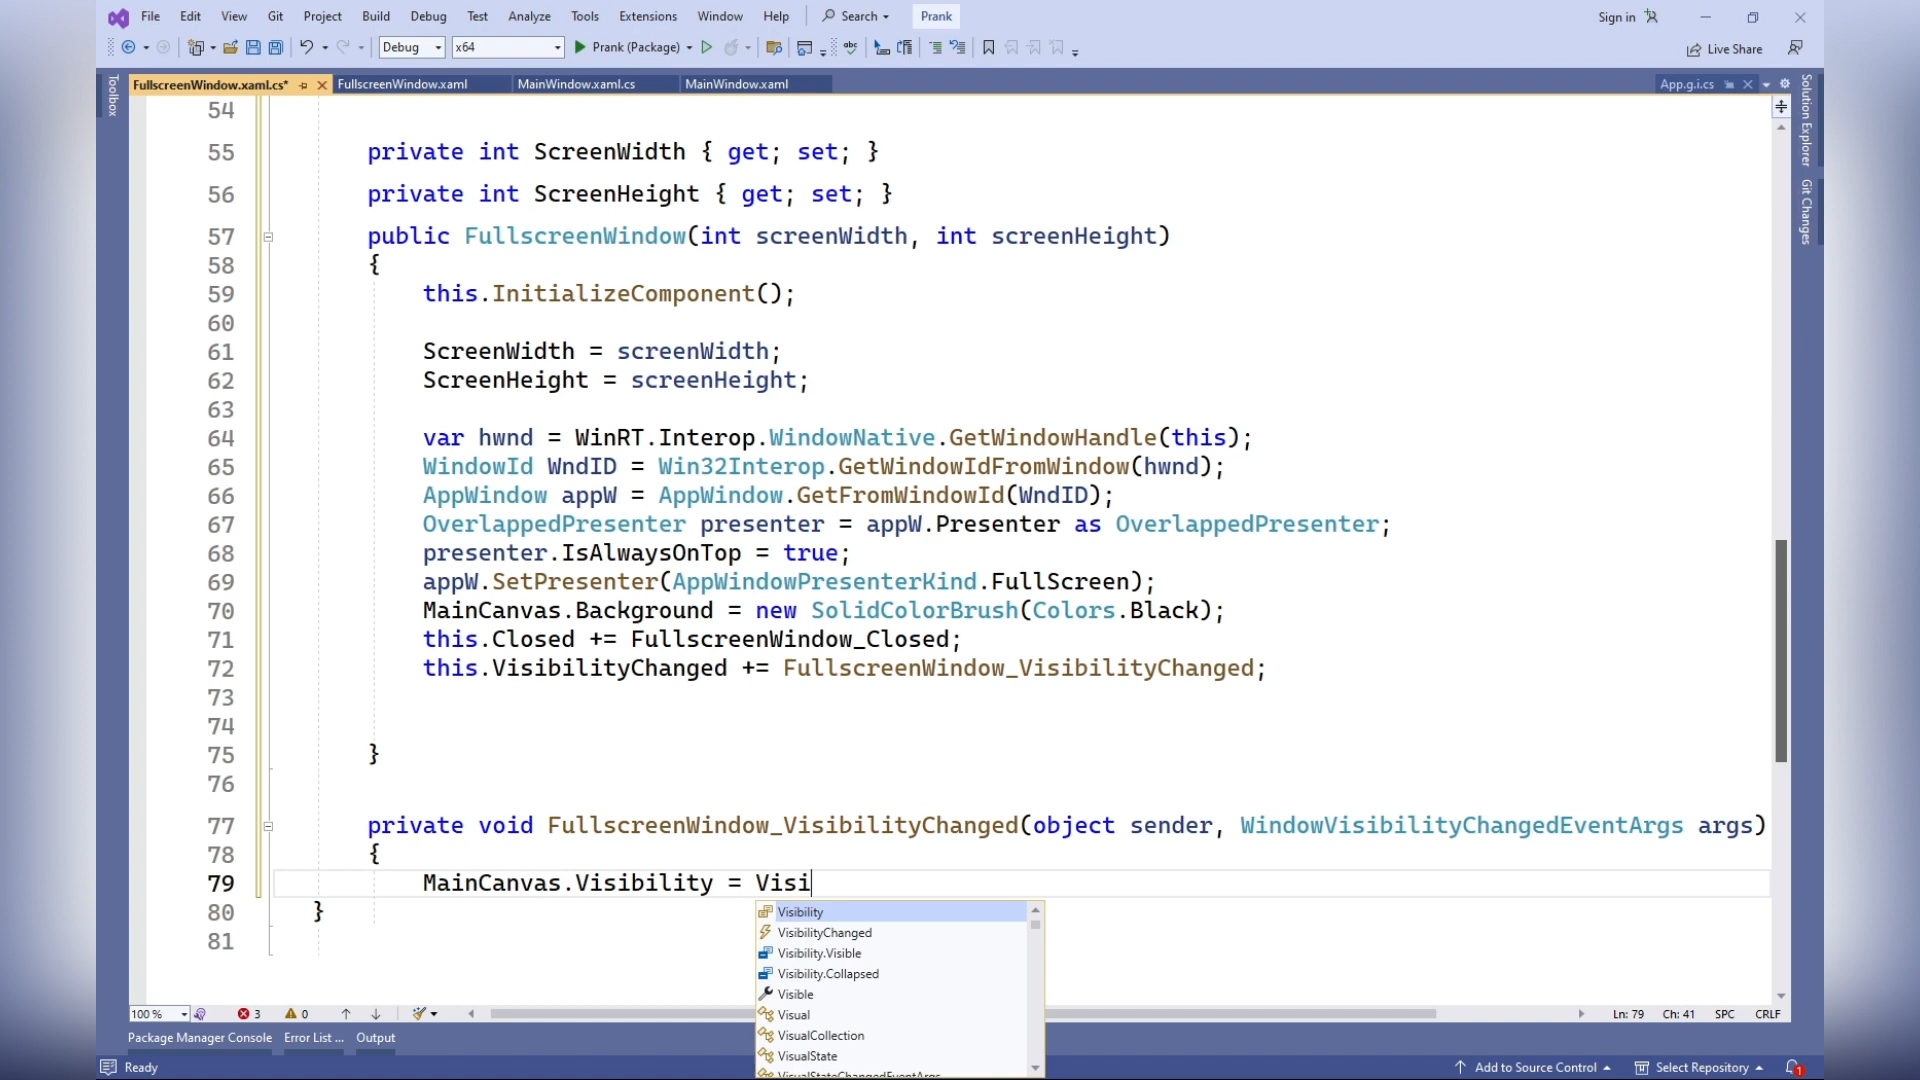 File Edit View Git Project Build Debug Test Analyze Tools Extensions Window Help Search Prank Sign in
Debug x64 Prank (Package) Live Share
FullscreenWindow.xaml.cs* FullscreenWindow.xaml MainWindow.xaml.cs MainWindow.xaml App.g.i.cs
Toolbox
Solution Explorer
Git Changes
54
55 private int ScreenWidth { get; set; }
56 private int ScreenHeight { get; set; }
57 public FullscreenWindow(int screenWidth, int screenHeight)
58 {
59 this.InitializeComponent();
60
61 ScreenWidth = screenWidth;
62 ScreenHeight = screenHeight;
63
64 var hwnd = WinRT.Interop.WindowNative.GetWindowHandle(this);
65 WindowId WndID = Win32Interop.GetWindowIdFromWindow(hwnd);
66 AppWindow appW = AppWindow.GetFromWindowId(WndID);
67 OverlappedPresenter presenter = appW.Presenter as OverlappedPresenter;
68 presenter.IsAlwaysOnTop = true;
69 appW.SetPresenter(AppWindowPresenterKind.FullScreen);
70 MainCanvas.Background = new SolidColorBrush(Colors.Black);
71 this.Closed += FullscreenWindow_Closed;
72 this.VisibilityChanged += FullscreenWindow_VisibilityChanged;
73
74
75 }
76
77 private void FullscreenWindow_VisibilityChanged(object sender, WindowVisibilityChangedEventArgs args)
78 {
79 MainCanvas.Visibility = Visi
80 }
81
Visibility
VisibilityChanged
Visibility.Visible
Visibility.Collapsed
Visible
Visual
VisualCollection
VisualState
VisualStateChangedEventArgs
100 % 3 0 Ln: 79 Ch: 41 SPC CRLF
Package Manager Console Error List ... Output
Ready Add to Source Control Select Repository 1